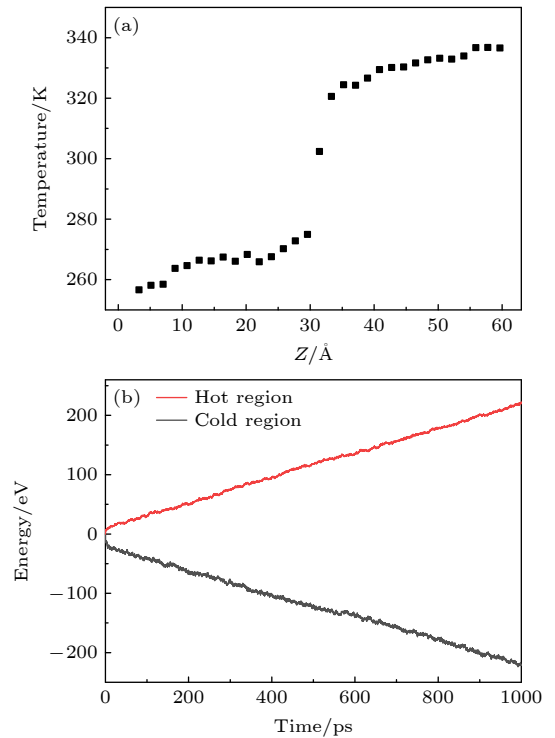 (a)
Temperature/K
340
320
300
280
260
0 10 20 30 40 50 60
Z/Å
(b)
Hot region
Cold region
Energy/eV
200
100
0
−100
−200
0 200 400 600 800 1000
Time/ps